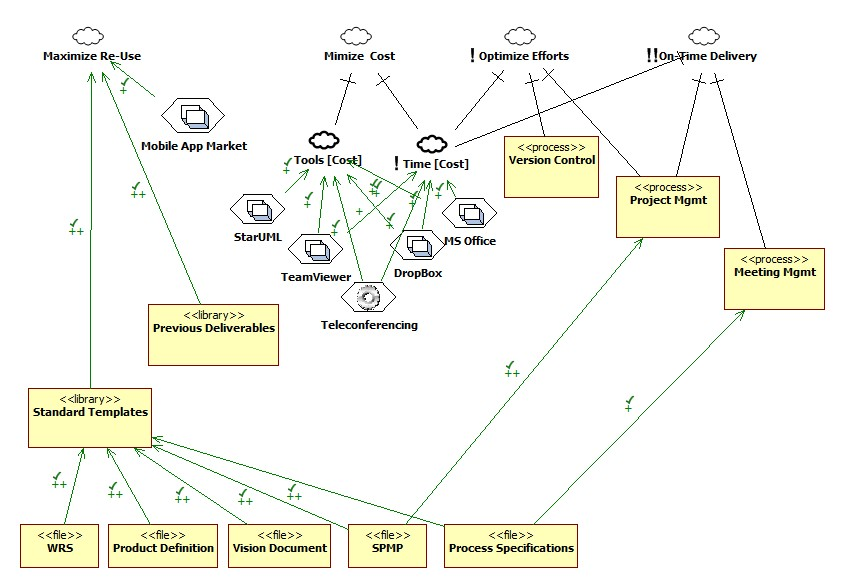 Maximize Re-Use
Mimize  Cost
! Optimize Efforts
!! On-Time Delivery
+
Mobile App Market
Tools [Cost]
! Time [Cost]
<<process>>
Version Control
++
<<process>>
Project Mgmt
StarUML
MS Office
TeamViewer
DropBox
<<process>>
Meeting Mgmt
Teleconferencing
++
<<library>>
Previous Deliverables
++
+
<<library>>
Standard Templates
++
++
++
++
++
<<file>>
WRS
<<file>>
Product Definition
<<file>>
Vision Document
<<file>>
SPMP
<<file>>
Process Specifications